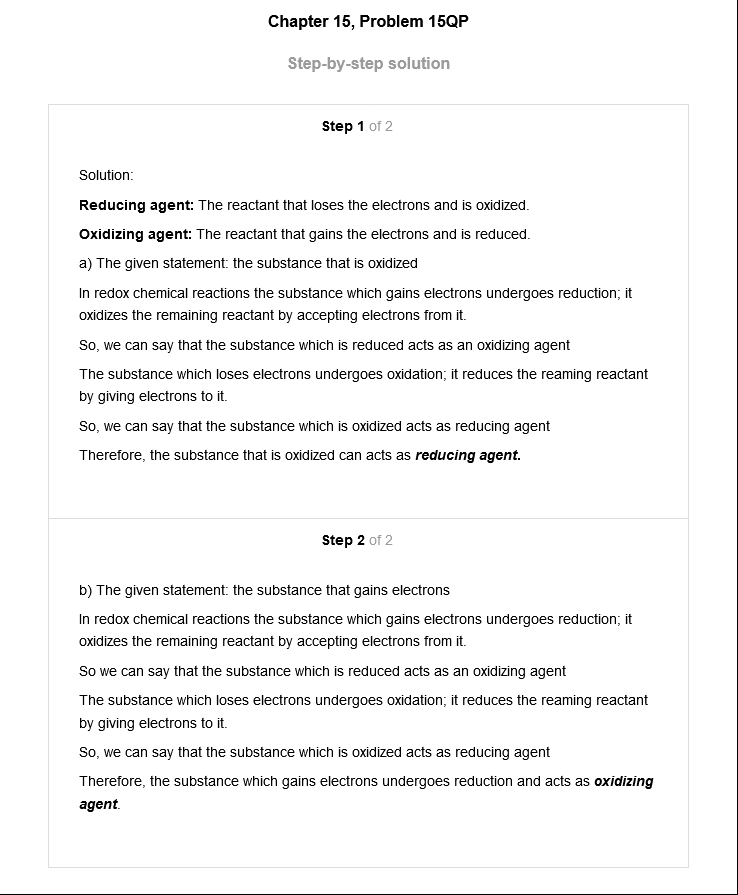 Chapter 15, Problem 15QP
Step-by-step solution
Step 1 of 2
Solution:
Reducing agent: The reactant that loses the electrons and is oxidized.
Oxidizing agent: The reactant that gains the electrons and is reduced.
a) The given statement: the substance that is oxidized
In redox chemical reactions the substance which gains electrons undergoes reduction; it
oxidizes the remaining reactant by accepting electrons from it.
So, we can say that the substance which is reduced acts as an oxidizing agent
The substance which loses electrons undergoes oxidation; it reduces the reaming reactant
by giving electrons to it.
So, we can say that the substance which is oxidized acts as reducing agent
Therefore, the substance that is oxidized can acts as reducing agent.
Step 2 of 2
b) The given statement: the substance that gains electrons
In redox chemical reactions the substance which gains electrons undergoes reduction; it
oxidizes the remaining reactant by accepting electrons from it.
So we can say that the substance which is reduced acts as an oxidizing agent
The substance which loses electrons undergoes oxidation; it reduces the reaming reactant
by giving electrons to it.
So, we can say that the substance which is oxidized acts as reducing agent
Therefore, the substance which gains electrons undergoes reduction and acts as oxidizing
agent.